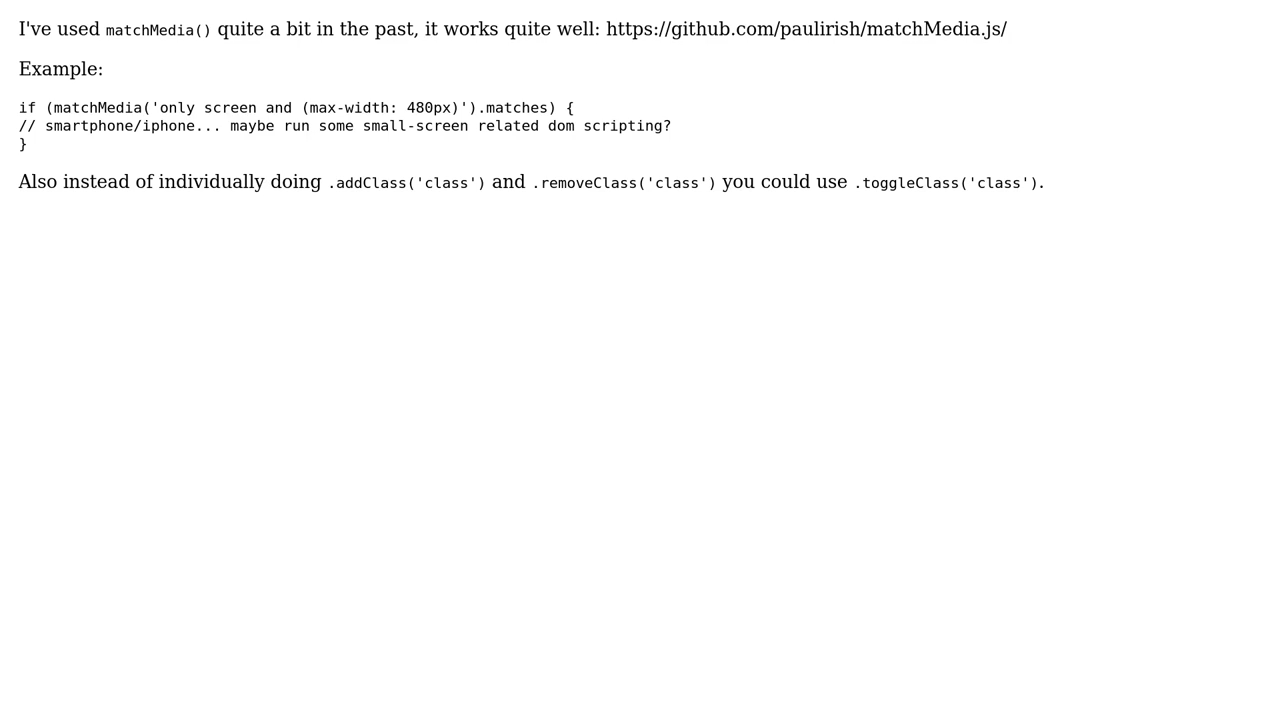 I've used matchMedia() quite a bit in the past, it works quite well: https://github.com/paulirish/matchMedia.js/
Example:
if (matchMedia('only screen and (max-width: 480px)').matches) {
// smartphone/iphone... maybe run some small-screen related dom scripting?
}
Also instead of individually doing .addClass('class') and .removeClass('class') you could use .toggleClass('class').